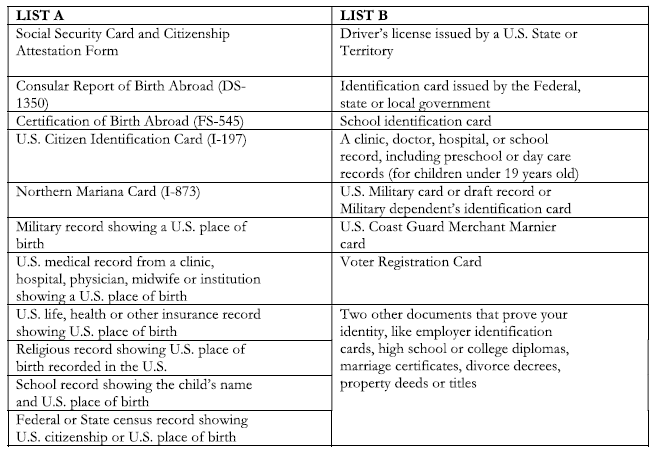 LIST A
LIST B
Social Security Card and Citizenship
Attestation Form
Driver's license issued by a U.S. State or
Territory
Consular Report of Birth Abroad (DS-
1350)
Identification card issued by the Federal,
state or local government
Certification of Birth Abroad (FS-545)
School identification card
U.S. Citizen Identification Card (I-197)
A clinic, doctor, hospital, or school
record, including preschool or day care
records (for children under 19 years old)
Northern Mariana Card (I-873)
U.S. Military card or draft record or
Military dependent's identification card
Military record showing a U.S. place of
birth
U.S. Coast Guard Merchant Marnier
card
U.S. medical record from a clinic,
hospital, physician, midwife or institution
showing a U.S. place of birth
Voter Registration Card
U.S. life, health or other insurance record
showing U.S. place of birth
Two other documents that prove your
identity, like employer identification
cards, high school or college diplomas,
marriage certificates, divorce decrees,
property deeds or titles
Religious record showing U.S. place of
birth recorded in the U.S.
School record showing the child's name
and U.S. place of birth
Federal or State census record showing
U.S. citizenship or U.S. place of birth